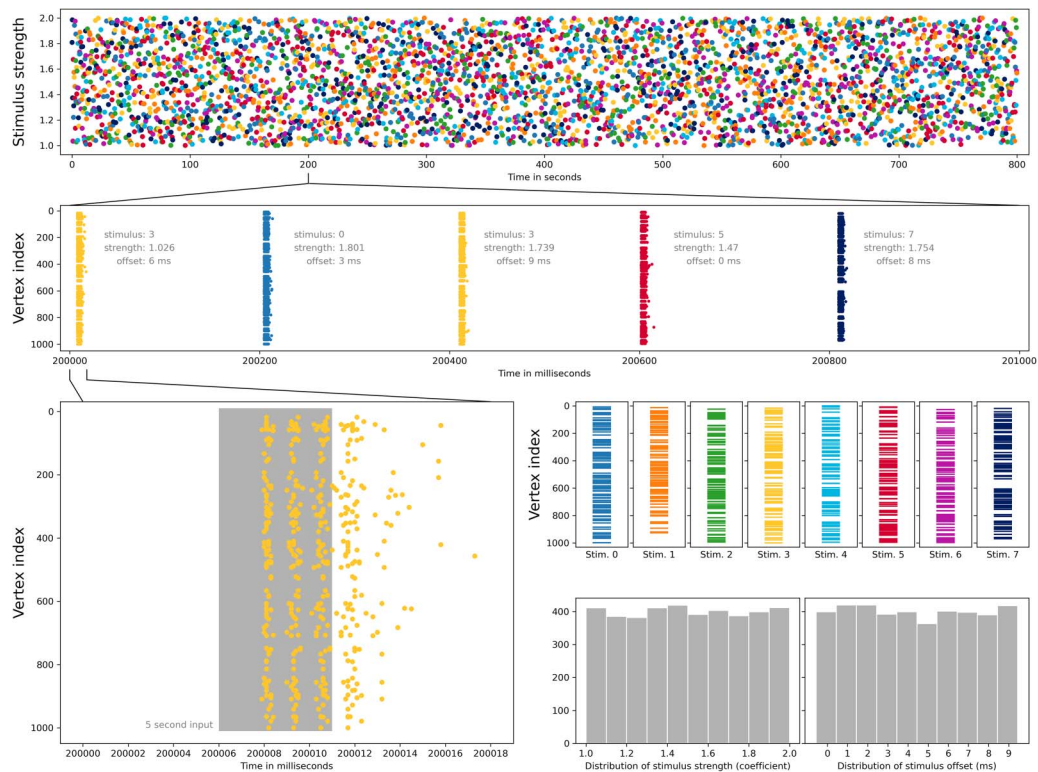 Stimulus strength
2.0
1.8
1.6
1.4
1.2
1.0
0 100 200 300 400 500 600 700 800
Time in seconds
Vertex index
0
200
400
600
800
1000
stimulus: 3
strength: 1.026
offset: 6 ms
stimulus: 0
strength: 1.801
offset: 3 ms
stimulus: 3
strength: 1.739
offset: 9 ms
stimulus: 5
strength: 1.47
offset: 0 ms
stimulus: 7
strength: 1.754
offset: 8 ms
200000 200200 200400 200600 200800 201000
Time in milliseconds
Vertex index
0
200
400
600
800
1000
5 second input
200000 200002 200004 200006 200008 200010 200012 200014 200016 200018
Time in milliseconds
Vertex index
0
200
400
600
800
1000
Stim. 0 Stim. 1 Stim. 2 Stim. 3 Stim. 4 Stim. 5 Stim. 6 Stim. 7
400
300
200
100
0
1.0 1.2 1.4 1.6 1.8 2.0
Distribution of stimulus strength (coefficient)
0 1 2 3 4 5 6 7 8 9
Distribution of stimulus offset (ms)